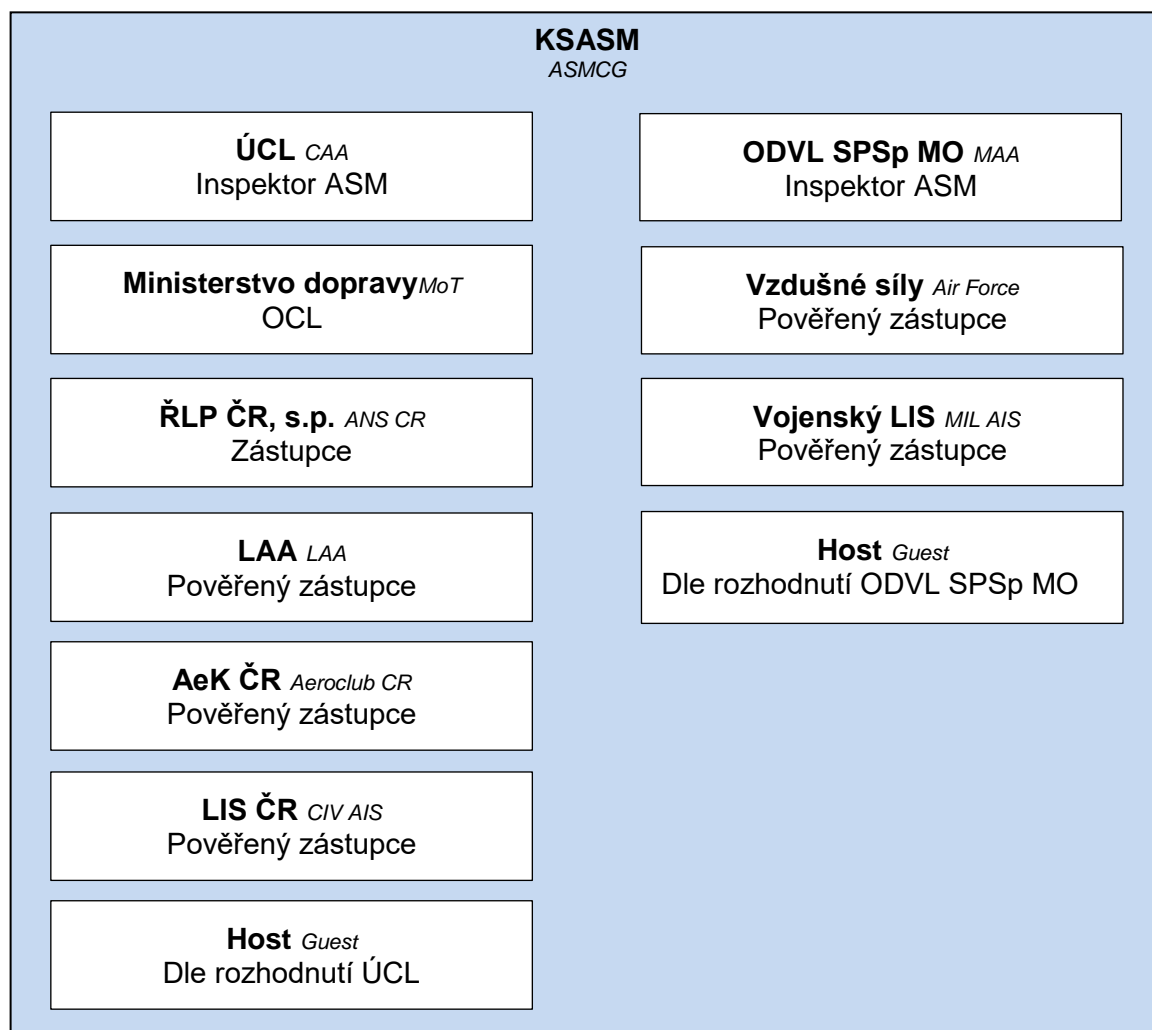 KSASM
ASMCG
ÚCL CAA
Inspektor ASM
Ministerstvo dopravyMoT
OCL
ŘLP ČR, s.p. ANS CR
Zástupce
LAA LAA
Pověřený zástupce
AeK ČR Aeroclub CR
Pověřený zástupce
LIS ČR CIV AIS
Pověřený zástupce
Host Guest
Dle rozhodnutí ÚCL
ODVL SPSp MO MAA
Inspektor ASM
Vzdušné síly Air Force
Pověřený zástupce
Vojenský LIS MIL AIS
Pověřený zástupce
Host Guest
Dle rozhodnutí ODVL SPSp MO